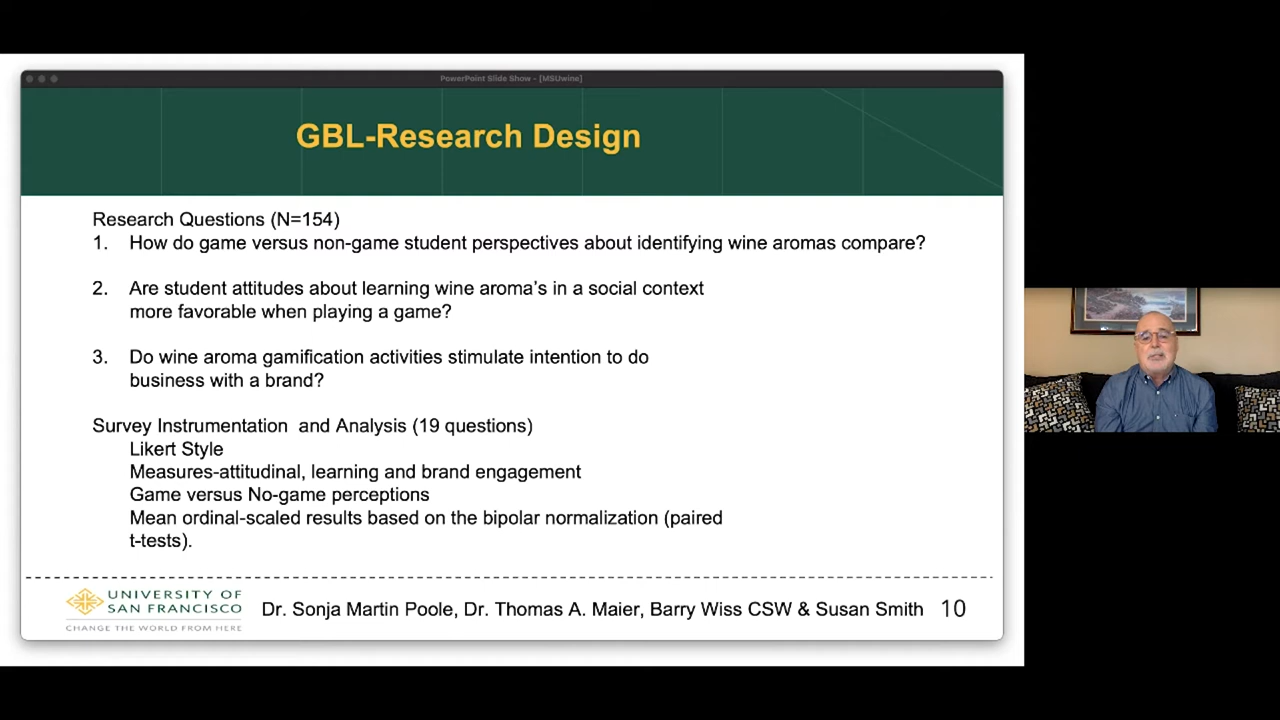 PowerPoint Slide Show - [MSUwine]
GBL-Research Design
Research Questions (N=154)
1. How do game versus non-game student perspectives about identifying wine aromas compare?
2. Are student attitudes about learning wine aroma’s in a social context
more favorable when playing a game?
3. Do wine aroma gamification activities stimulate intention to do
business with a brand?
Survey Instrumentation and Analysis (19 questions)
Likert Style
Measures-attitudinal, learning and brand engagement
Game versus No-game perceptions
Mean ordinal-scaled results based on the bipolar normalization (paired
t-tests).
UNIVERSITY OF
SAN FRANCISCO
CHANGE THE WORLD FROM HERE
Dr. Sonja Martin Poole, Dr. Thomas A. Maier, Barry Wiss CSW & Susan Smith 10